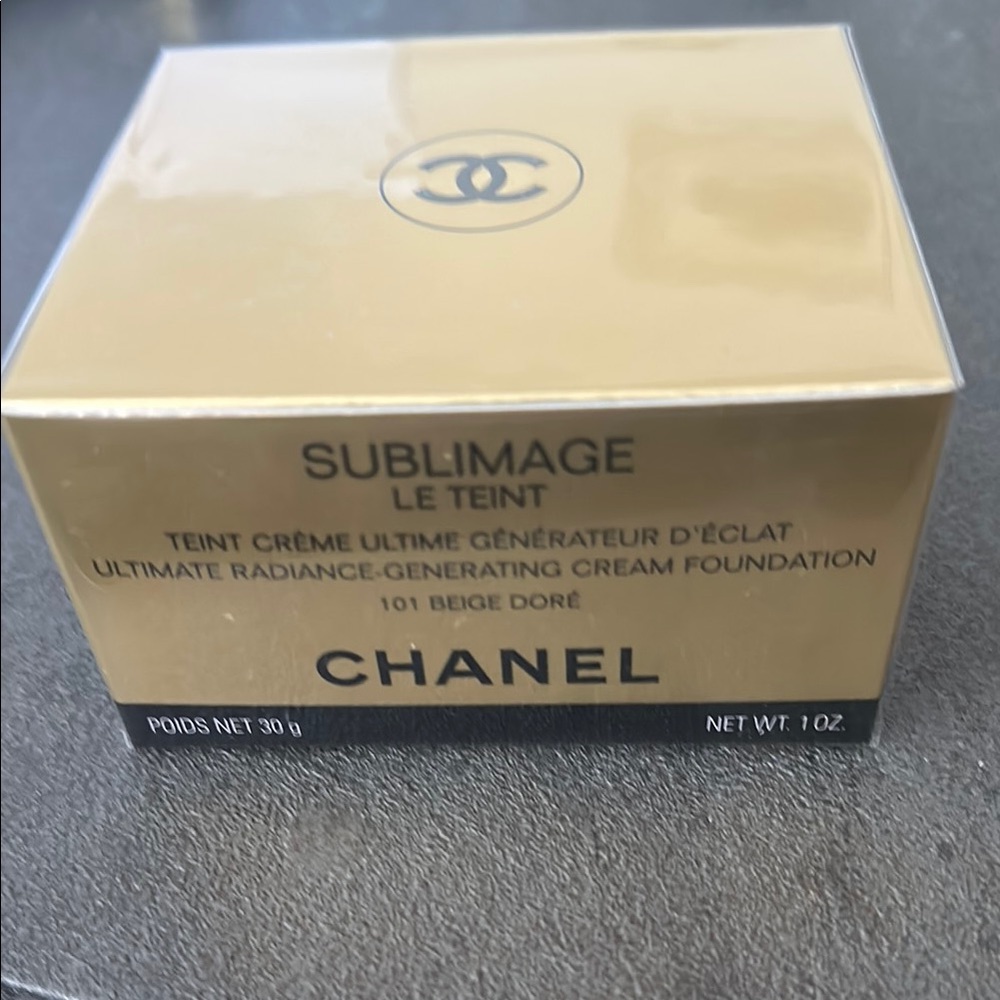 SUBLIMAGE
LE TEINT
TEINT CRÈME ULTIME GÉNÉRATEUR D'ÉCLAT
ULTIMATE RADIANCE-GENERATING CREAM FOUNDATION
101 BEIGE DORÉ
CHANEL
POIDS NET 30 g NET WT. 1 OZ.